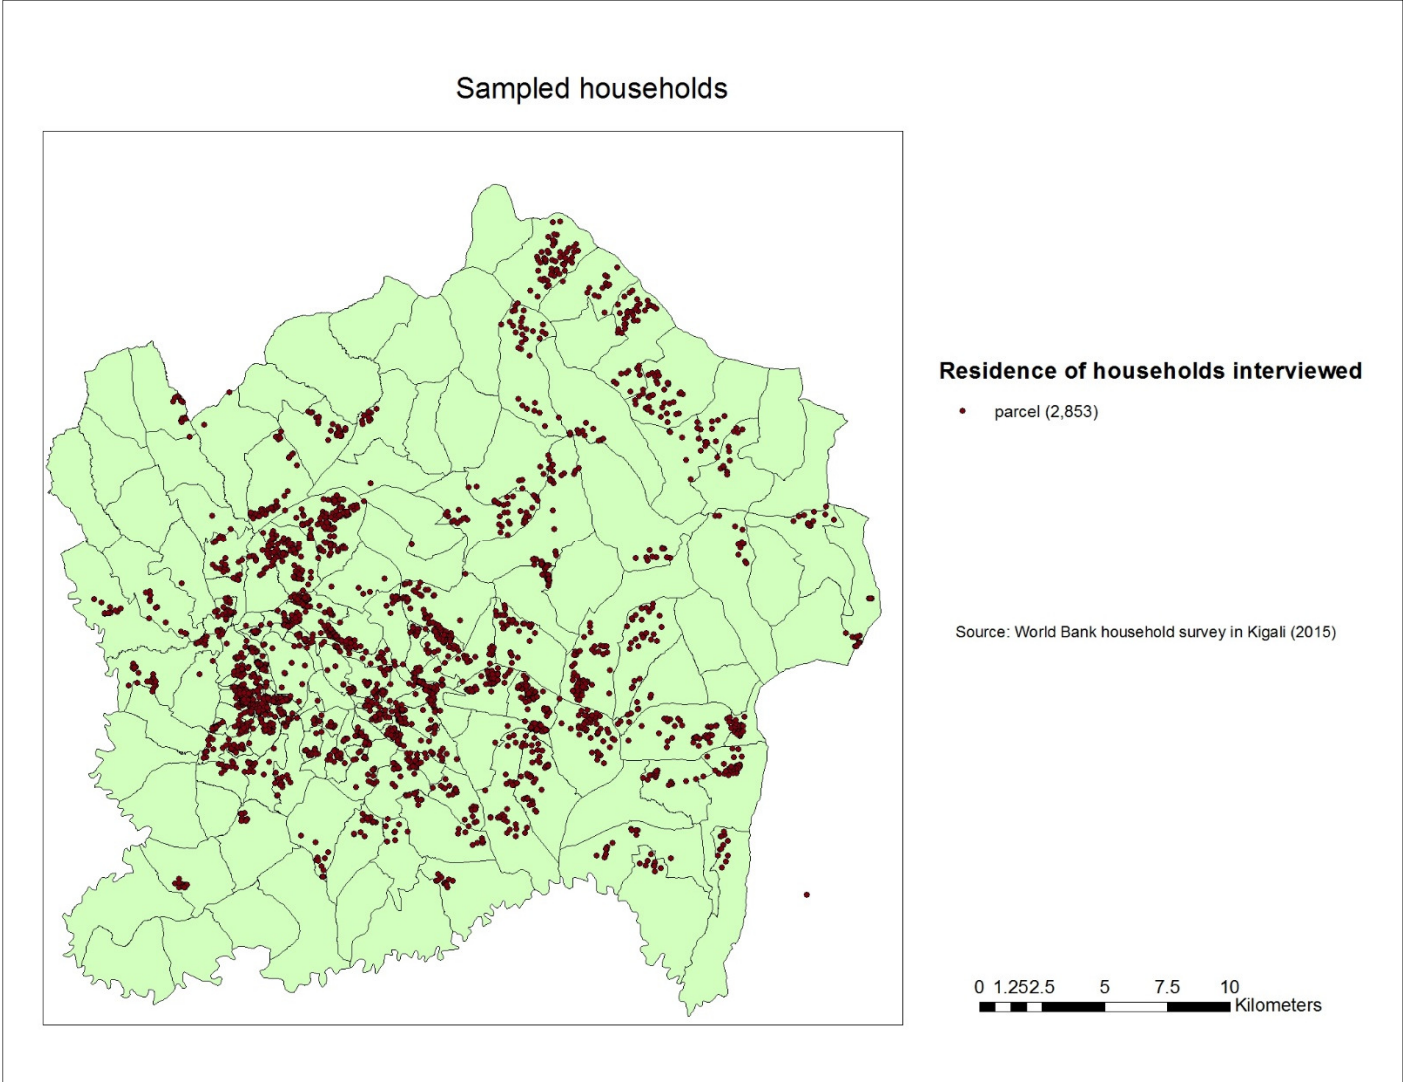 Sampled households
Residence of households interviewed
parcel (2,853)
Source: World Bank household survey in Kigali (2015)
0 1.252.5 5 7.5 10
Kilometers